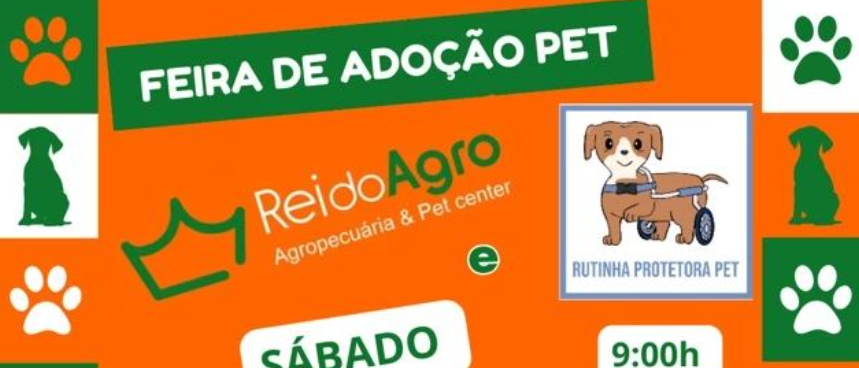 FEIRA DE ADOÇÃO PET
ReidoAgro
Agropecuária & Pet center
e
RUTINHA PROTETORA PET
SÁBADO
9:00h